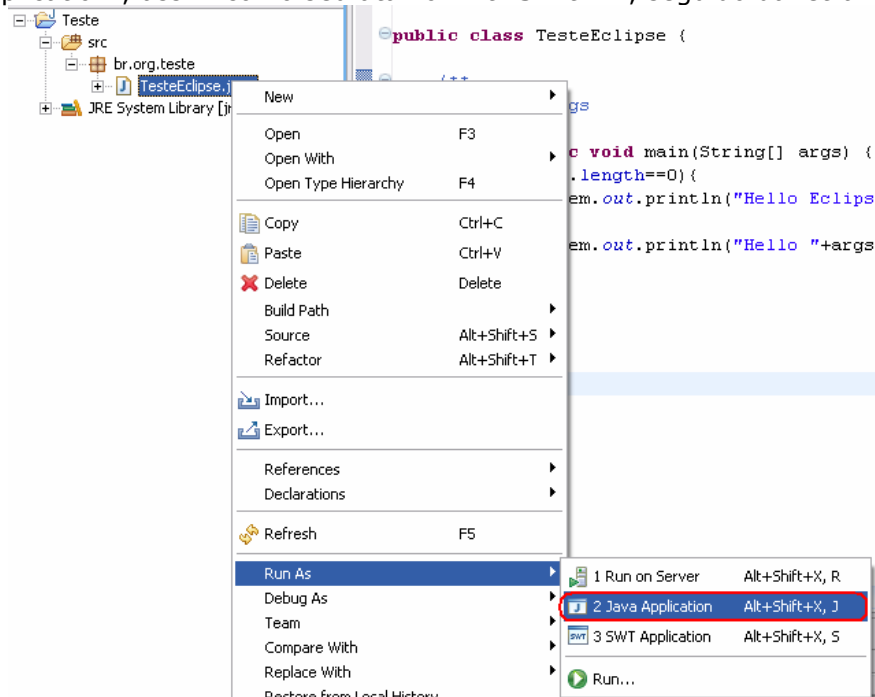 Teste
src
br.org.teste
TesteEclipse.j
JRE System Library [jr
public class TesteEclipse {
/**
gs
c void main(String[] args) {
.length==0){
em.out.println("Hello Eclips
em.out.println("Hello "+args
New
Open F3
Open With
Open Type Hierarchy F4
Copy Ctrl+C
Paste Ctrl+V
Delete Delete
Build Path
Source Alt+Shift+S
Refactor Alt+Shift+T
Import...
Export...
References
Declarations
Refresh F5
Run As
Debug As
Team
Compare With
Replace With
Restore from Local History
1 Run on Server Alt+Shift+X, R
2 Java Application Alt+Shift+X, J
3 SWT Application Alt+Shift+X, S
Run...